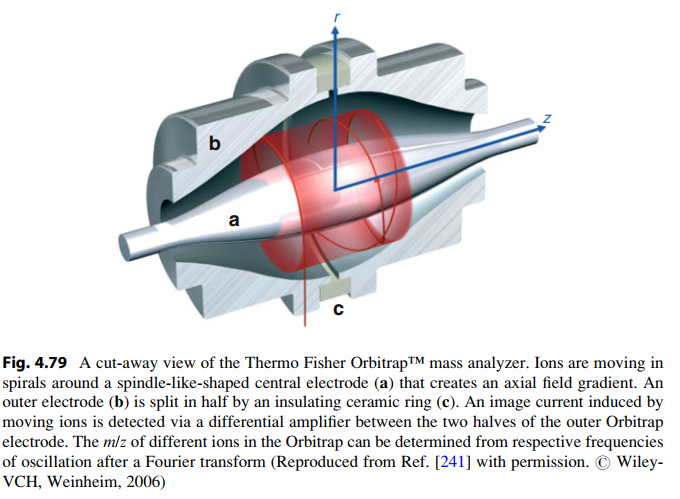 r
z
b
a
c
Fig. 4.79 A cut-away view of the Thermo Fisher Orbitrap™ mass analyzer. Ions are moving in
spirals around a spindle-like-shaped central electrode (a) that creates an axial field gradient. An
outer electrode (b) is split in half by an insulating ceramic ring (c). An image current induced by
moving ions is detected via a differential amplifier between the two halves of the outer Orbitrap
electrode. The m/z of different ions in the Orbitrap can be determined from respective frequencies
of oscillation after a Fourier transform (Reproduced from Ref. [241] with permission. © Wiley-
VCH, Weinheim, 2006)